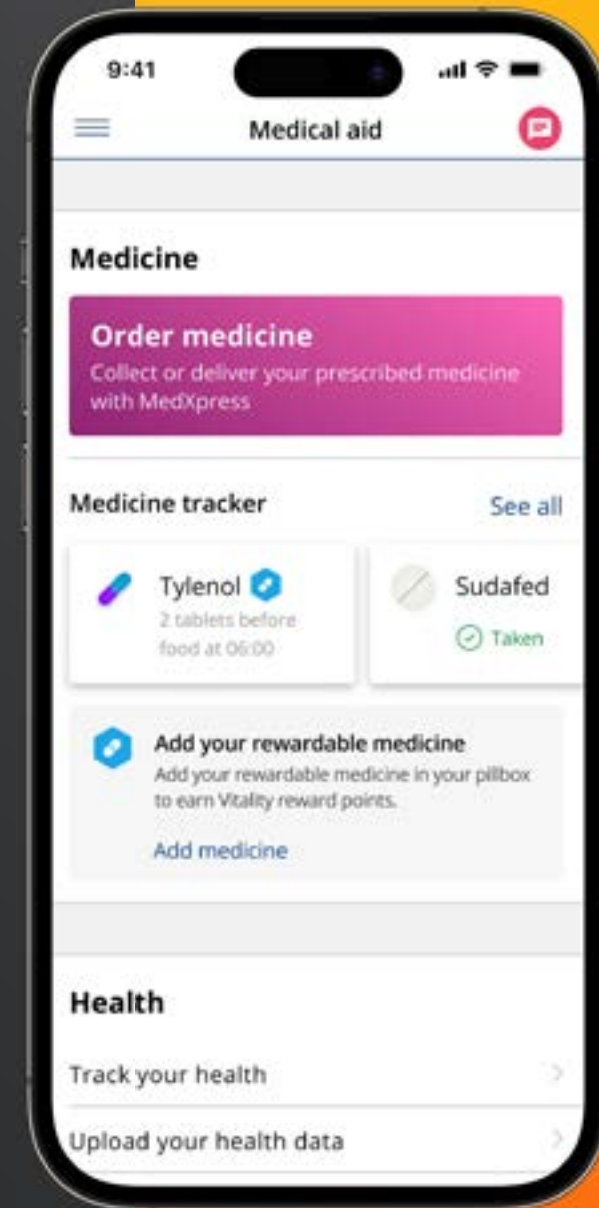 9:41
Medical aid
Medicine
Order medicine
Collect or deliver your prescribed medicine
with MedXpress
Medicine tracker
See all
Tylenol
2 tablets before
food at 06:00
Sudafed
Taken
Add your rewardable medicine
Add your rewardable medicine in your pillbox
to earn Vitality reward points.
Add medicine
Health
Track your health
Upload your health data